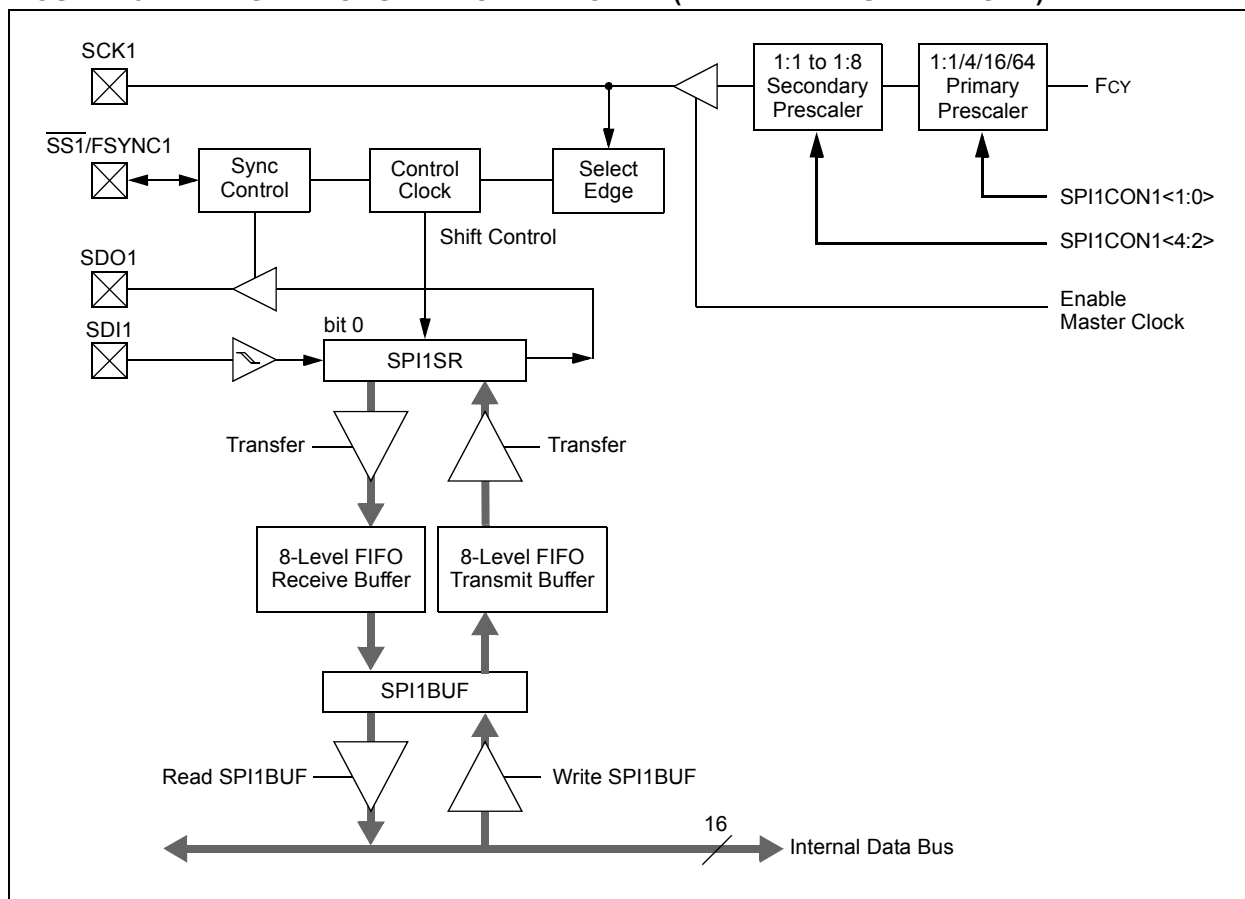 SCK1
1:1 to 1:8
Secondary
Prescaler
1:1/4/16/64
Primary
Prescaler
FCY
SS1/FSYNC1
Sync
Control
Control
Clock
Select
Edge
SPI1CON1<1:0>
Shift Control
SPI1CON1<4:2>
SDO1
Enable
Master Clock
SDI1
bit 0
SPI1SR
Transfer
Transfer
8-Level FIFO
Receive Buffer
8-Level FIFO
Transmit Buffer
SPI1BUF
Read SPI1BUF
Write SPI1BUF
16
Internal Data Bus